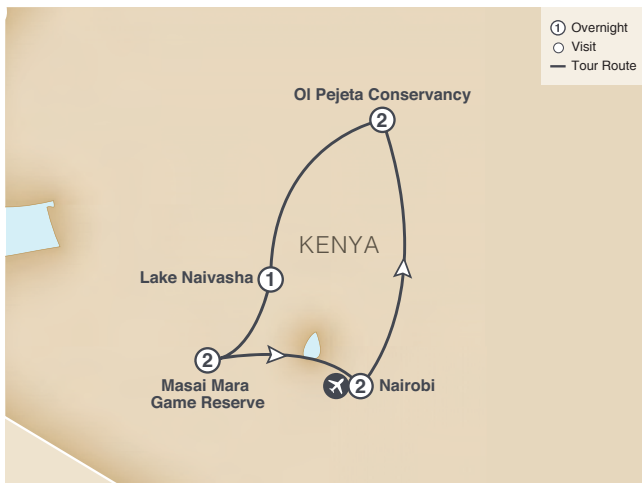 1 Overnight
Visit
Tour Route
Ol Pejeta Conservancy
2
KENYA
Lake Naivasha
1
2
Masai Mara
Game Reserve
2
Nairobi